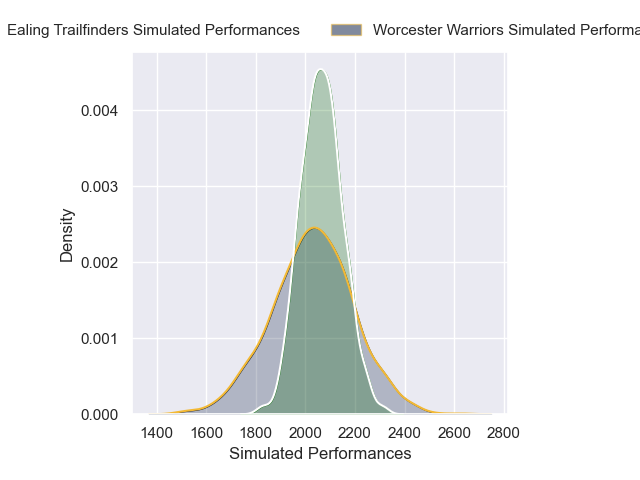 Ealing Trailfinders Simulated Performances
Worcester Warriors Simulated Performa
0.004
0.003
0.002
0.001
0.000
Density
1400 1600 1800 2000 2200 2400 2600 2800
Simulated Performances